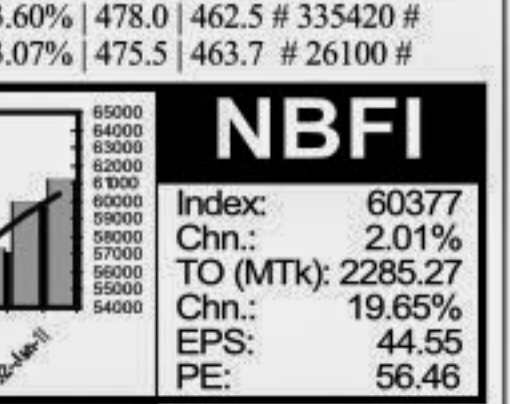 3.60% | 478.0 | 462.5 # 335420 #
3.07% | 475.5 | 463.7 # 26100 #
65000
64000
63000
62000
61000
60000
59000
58000
57000
56000
55000
54000
NBFI
Index: 60377
Chn.: 2.01%
TO (MTk): 2285.27
Chn.: 19.65%
EPS: 44.55
PE: 56.46